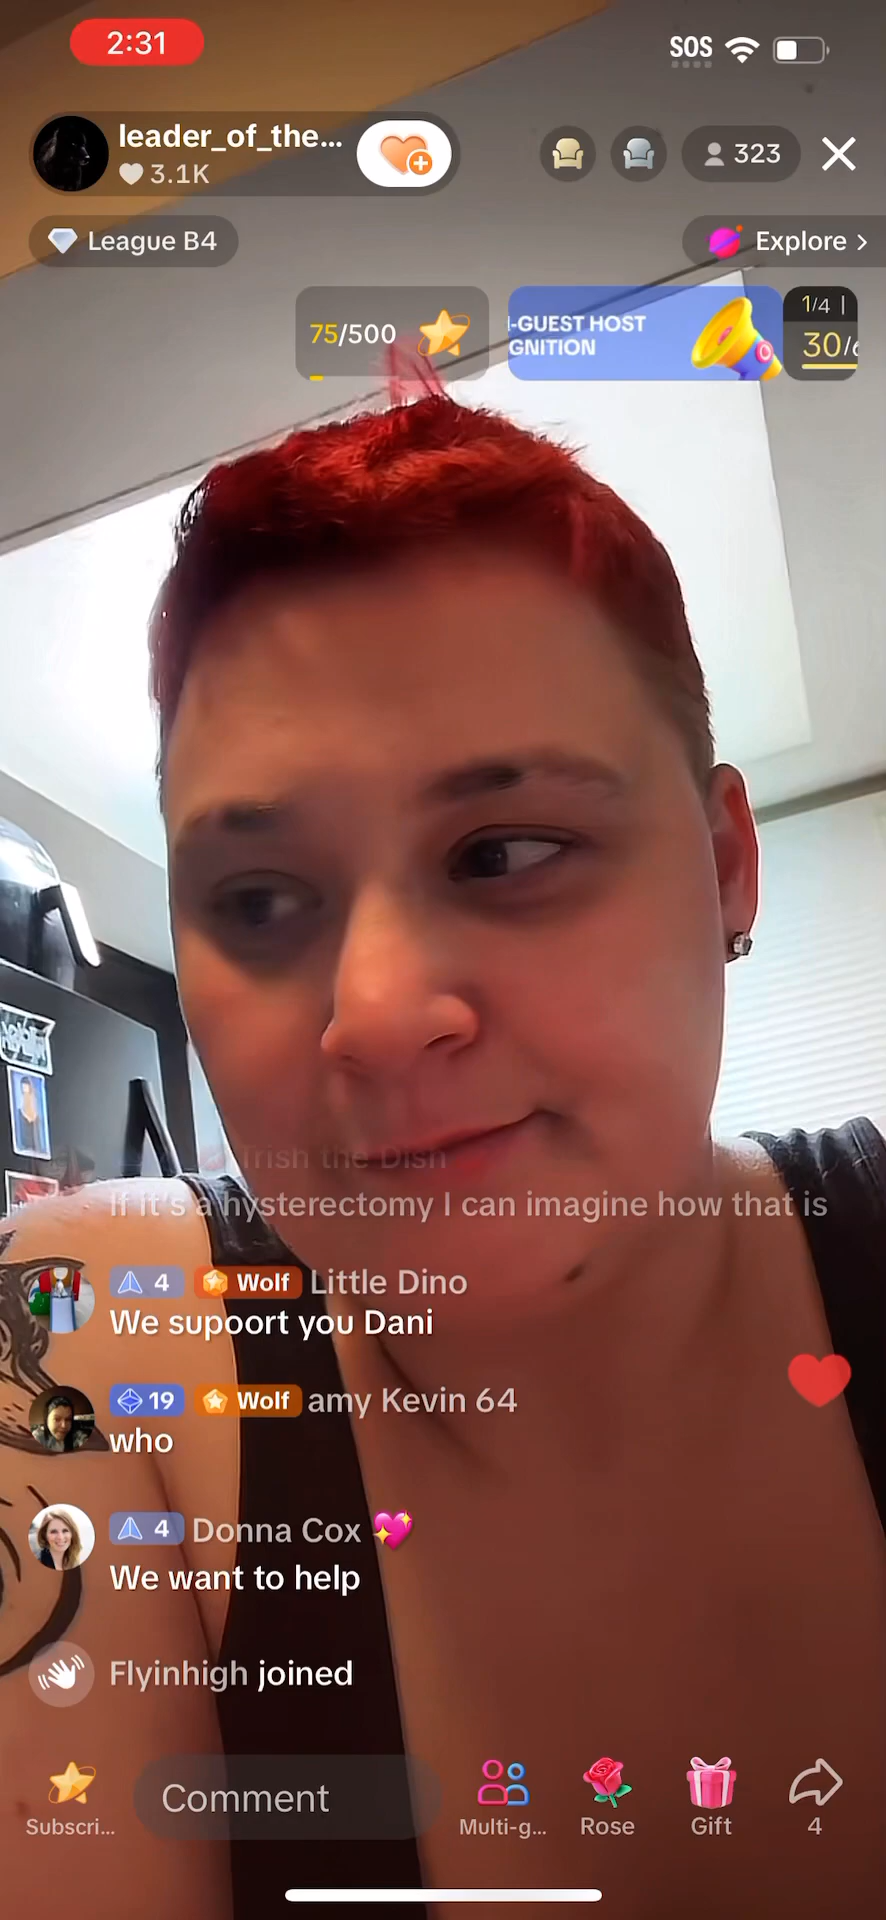 2:31
SOS
leader_of_the...
3.1K
323
League B4
Explore >
75/500
-GUEST HOST
GNITION
1/4 |
30/6
Trish the Dish
If it's a hysterectomy I can imagine how that is
4 Wolf Little Dino
We supoort you Dani
19 Wolf amy Kevin 64
who
4 Donna Cox 💖
We want to help
Flyinhigh joined
Subscri...
Comment
Multi-g...
Rose
Gift
4